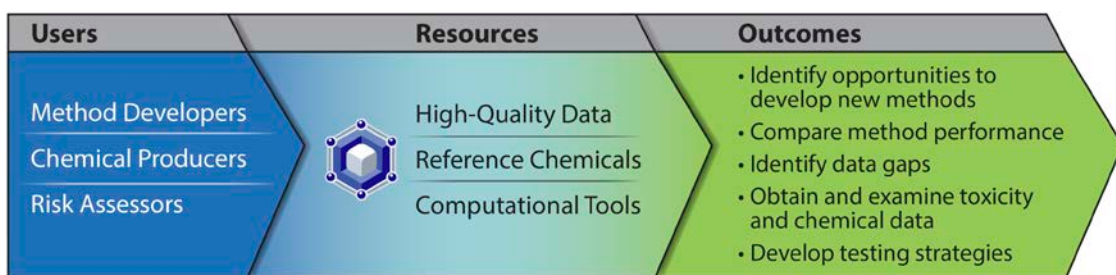 Users
Method Developers
Chemical Producers
Risk Assessors
Resources
High-Quality Data
Reference Chemicals
Computational Tools
Outcomes
• Identify opportunities to
develop new methods
• Compare method performance
• Identify data gaps
• Obtain and examine toxicity
and chemical data
• Develop testing strategies